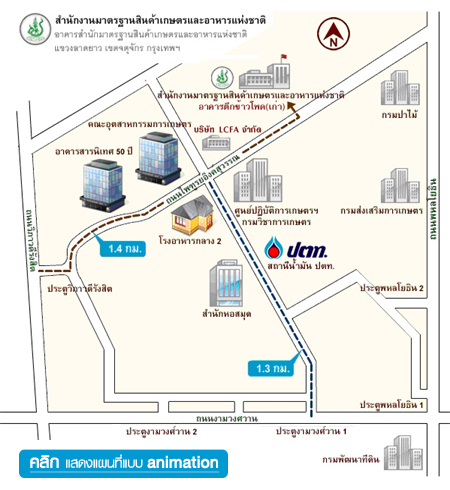 สำนักงานมาตรฐานสินค้าเกษตรและอาหารแห่งชาติ
อาคารสำนักมาตรฐานสินค้าเกษตรและอาหารแห่งชาติ
แขวงลาดยาว เขตจตุจักร กรุงเทพฯ
N
สำนักงานมาตรฐานสินค้าเกษตรและอาหารแห่งชาติ
อาคารตึกข้าวโพด(เก่า)
กรมป่าไม้
คณะอุตสาหกรรมการเกษตร
บริษัท LCFA จำกัด
อาคารสารนิเทศ 50 ปี
ถนนไพฑรยอิงคสุวรรณ
ถนนพหลโยธิน
ศูนย์ปฏิบัติการเกษตรฯ
กรมวิชาการเกษตร
กรมส่งเสริมการเกษตร
ถนนวิภาวดีรังสิต
1.4 กม.
โรงอาหารกลาง 2
ปตท.
สถานีน้ำมัน ปตท.
ประตูวิภาวดีรังสิต
ประตูพหลโยธิน 2
สำนักหอสมุด
1.3 กม.
ประตูพหลโยธิน 1
ถนนงามวงศ์วาน
ประตูงามวงศ์วาน 2
ประตูงามวงศ์วาน 1
กรมพัฒนาที่ดิน
คลิก แสดงแผนที่แบบ animation